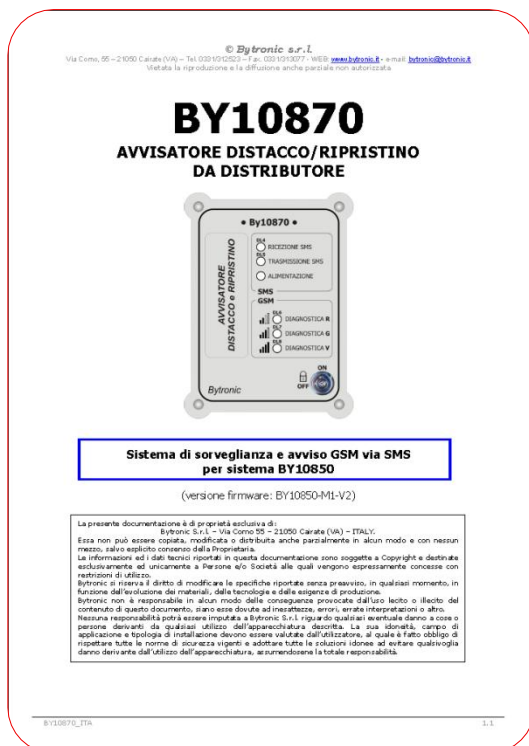 © Bytronic s.r.l.
Via Como, 55 – 21050 Cairate (VA) – Tel. 0331/312523 – Fax. 0331/313077 - WEB: www.bytronic.it - e-mail: bytronic@bytronic.it
Vietata la riproduzione e la diffusione anche parziale non autorizzata
BY10870
AVVISATORE DISTACCO/RIPRISTINO
DA DISTRIBUTORE
• By10870 •
AVVISATORE
DISTACCO e RIPRISTINO
DL4
RICEZIONE SMS
DL5
TRASMISSIONE SMS
ALIMENTAZIONE
SMS
GSM
DL6
DIAGNOSTICA R
DL7
DIAGNOSTICA G
DL8
DIAGNOSTICA V
ON
OFF
Bytronic
Sistema di sorveglianza e avviso GSM via SMS
per sistema BY10850
(versione firmware: BY10850-M1-V2)
La presente documentazione è di proprietà esclusiva di:
Bytronic S.r.l. – Via Como 55 – 21050 Cairate (VA) – ITALY.
Essa non può essere copiata, modificata o distribuita anche parzialmente in alcun modo e con nessun
mezzo, salvo esplicito consenso della Proprietaria.
Le informazioni ed i dati tecnici riportati in questa documentazione sono soggette a Copyright e destinate
esclusivamente ed unicamente a Persone e/o Società alle quali vengono espressamente concesse con
restrizioni di utilizzo.
Bytronic si riserva il diritto di modificare le specifiche riportate senza preavviso, in qualsiasi momento, in
funzione dell'evoluzione dei materiali, delle tecnologie e delle esigenze di produzione.
Bytronic non è responsabile in alcun modo delle conseguenze provocate dall'uso lecito o illecito del
contenuto di questo documento, siano esse dovute ad inesattezze, errori, errate interpretazioni o altro.
Nessuna responsabilità potrà essere imputata a Bytronic S.r.l. riguardo qualsiasi eventuale danno a cose o
persone derivanti da qualsiasi utilizzo dell'apparecchiatura descritta. La sua idoneità, campo di
applicazione e tipologia di installazione devono essere valutate dall'utilizzatore, al quale è fatto obbligo di
rispettare tutte le norme di sicurezza vigenti e adottare tutte le soluzioni idonee ad evitare qualsivoglia
danno derivante dall'utilizzo dell'apparecchiatura, assumendosene la totale responsabilità.
BY10870_ITA
1.1